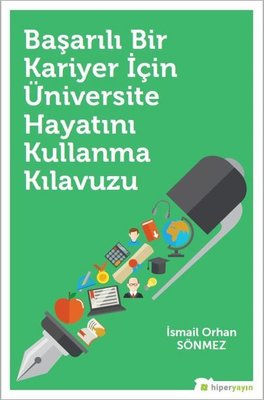 Başarılı Bir
Kariyer İçin
Üniversite
Hayatını
Kullanma
Kılavuzu
İsmail Orhan
SÖNMEZ
hiperyayın